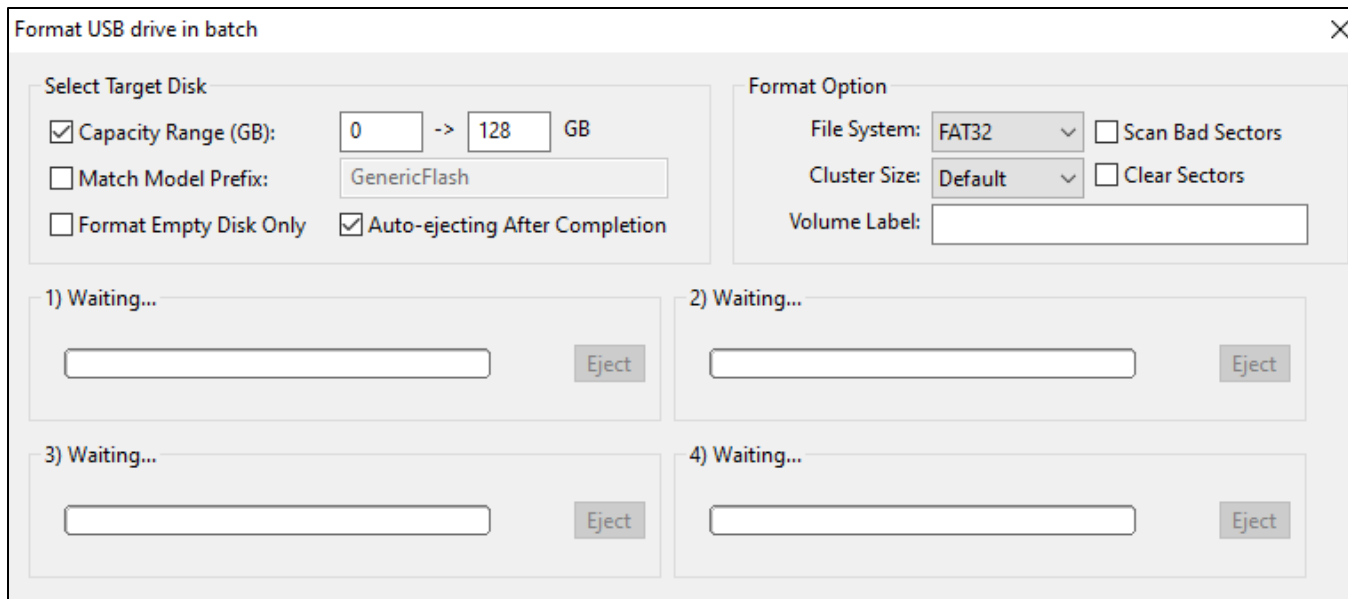 Format USB drive in batch
Select Target Disk
Capacity Range (GB): 0 -> 128 GB
Match Model Prefix: GenericFlash
Format Empty Disk Only Auto-ejecting After Completion
Format Option
File System: FAT32 Scan Bad Sectors
Cluster Size: Default Clear Sectors
Volume Label:
1) Waiting...
Eject
2) Waiting...
Eject
3) Waiting...
Eject
4) Waiting...
Eject